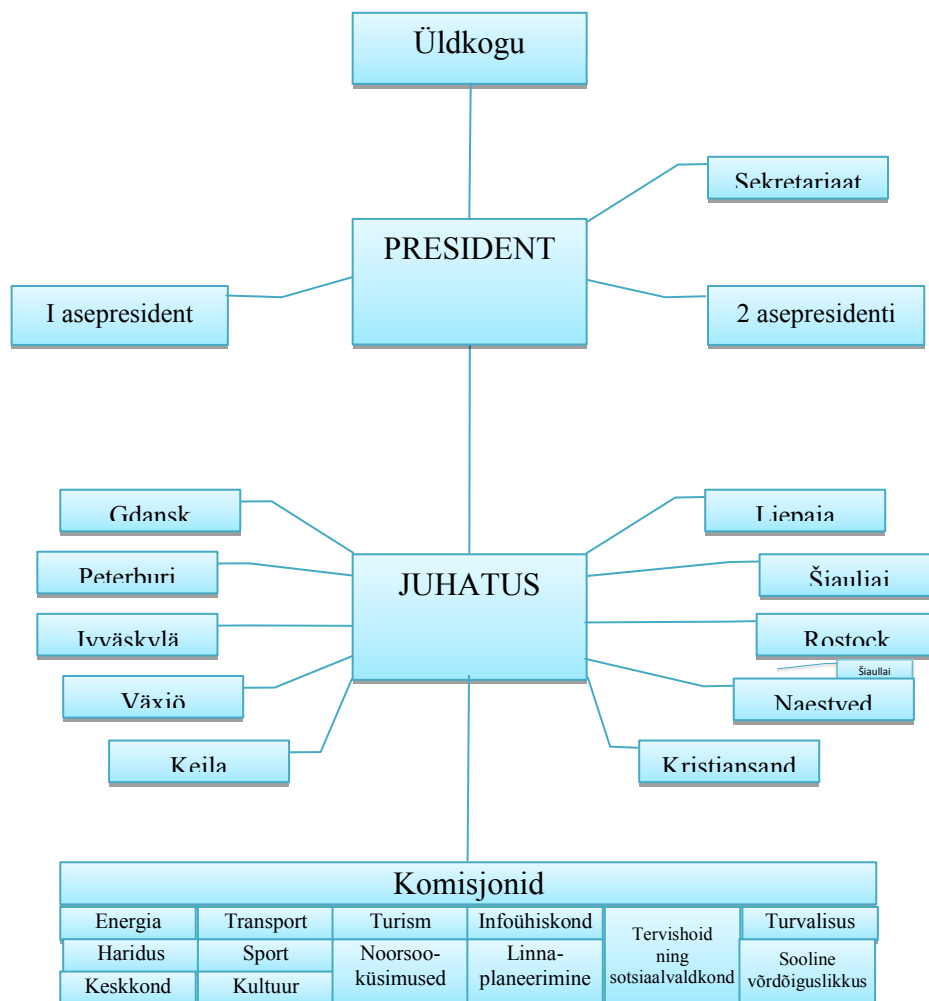 Üldkogu
Sekretariaat
PRESIDENT
I asepresident
2 asepresidenti
Gdansk
Liepaja
Peterburi
JUHATUS
Šiauliai
Jyväskylä
Rostock
Šiaullai
Växjö
Naestved
Keila
Kristiansand
Komisjonid
Energia
Transport
Turism
Infoühiskond
Tervishoid
ning
sotsiaalvaldkond
Turvalisus
Haridus
Sport
Noorsoo-
küsimused
Linna-
planeerimine
Sooline
võrdõiguslikkus
Keskkond
Kultuur